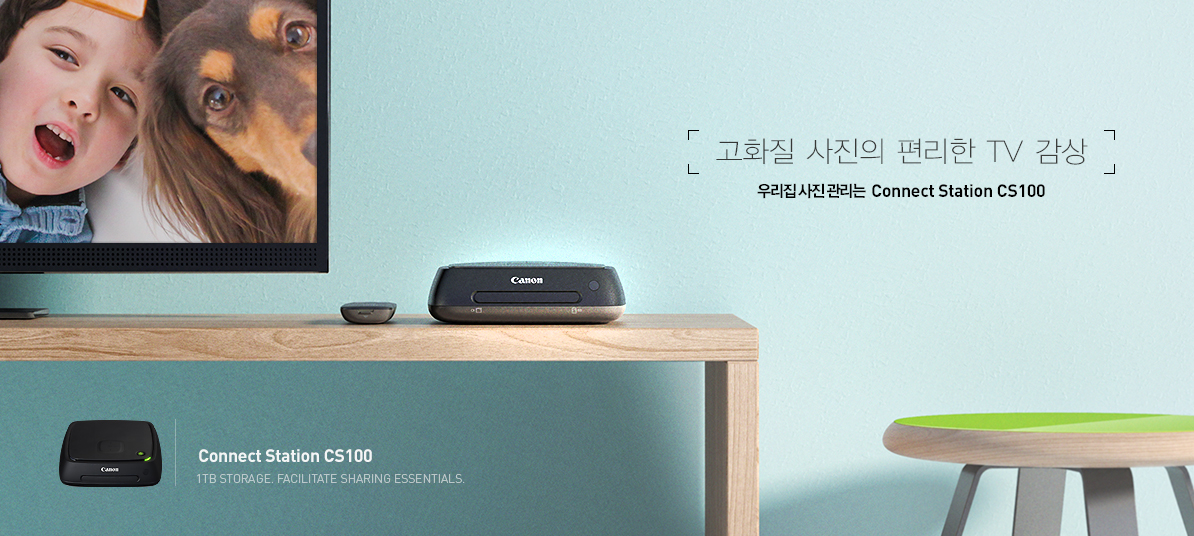 고화질 사진의 편리한 TV 감상
우리집 사진 관리는 Connect Station CS100
Canon
Canon
Connect Station CS100
1TB STORAGE. FACILITATE SHARING ESSENTIALS.